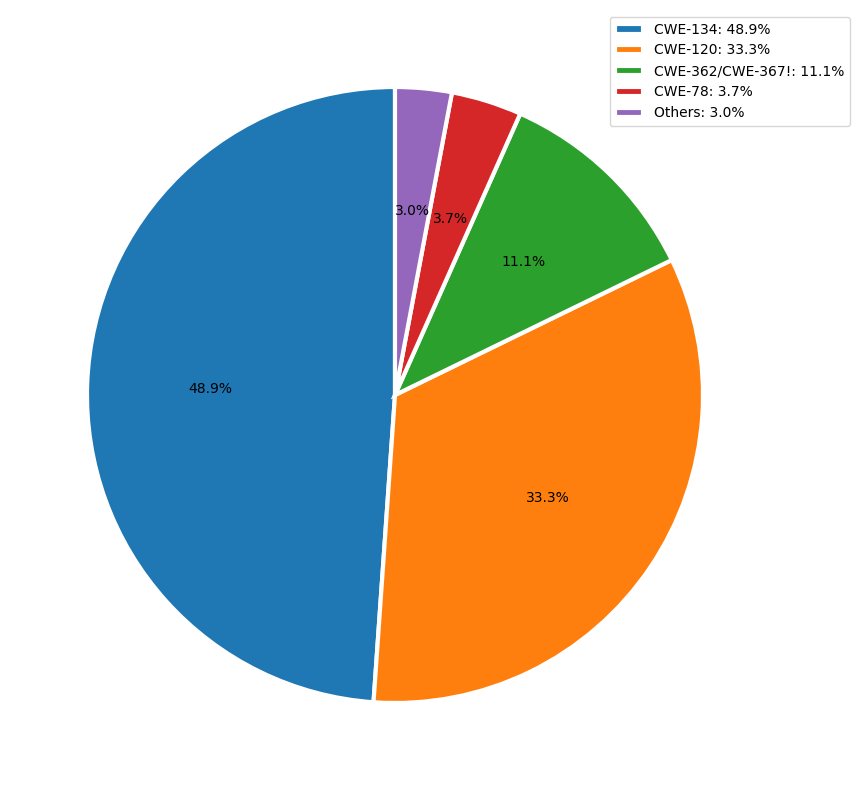 CWE-134: 48.9%
CWE-120: 33.3%
CWE-362/CWE-367!: 11.1%
CWE-78: 3.7%
Others: 3.0%
3.0%
3.7%
11.1%
48.9%
33.3%